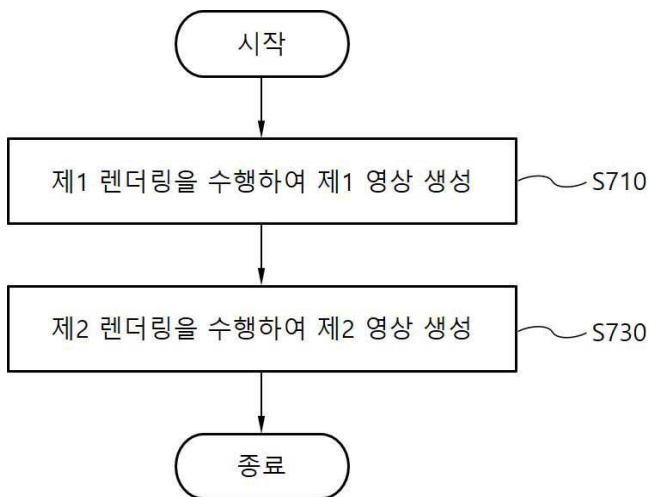 시작
제1 렌더링을 수행하여 제1 영상 생성
S710
제2 렌더링을 수행하여 제2 영상 생성
S730
종료